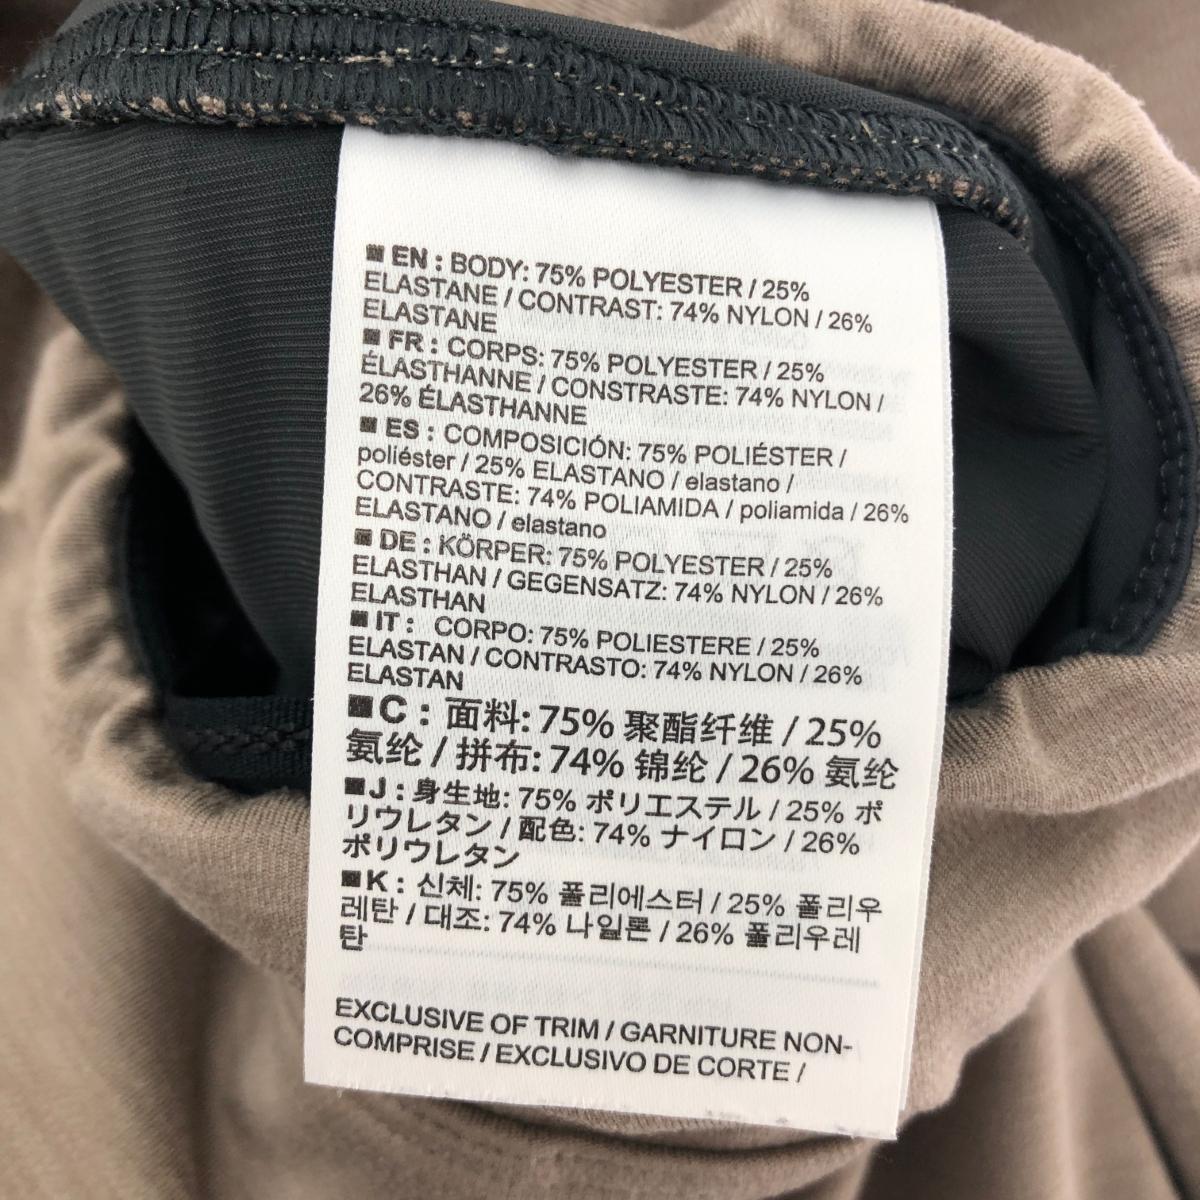 ■ EN : BODY: 75% POLYESTER / 25%
ELASTANE / CONTRAST: 74% NYLON / 26%
ELASTANE
■ FR : CORPS: 75% POLYESTER / 25%
ÉLASTHANNE / CONSTRASTE: 74% NYLON /
26% ÉLASTHANNE
■ ES : COMPOSICIÓN: 75% POLIÉSTER /
poliéster / 25% ELASTANO / elastano /
CONTRASTE: 74% POLIAMIDA / poliamida / 26%
ELASTANO / elastano
■ DE : KÖRPER: 75% POLYESTER / 25%
ELASTHAN / GEGENSATZ: 74% NYLON / 26%
ELASTHAN
■ IT : CORPO: 75% POLIESTERE / 25%
ELASTAN / CONTRASTO: 74% NYLON / 26%
ELASTAN
■ C : 面料: 75% 聚酯纤维 / 25%
氨纶 / 拼布: 74% 锦纶 / 26% 氨纶
■ J : 身生地: 75% ポリエステル / 25% ポ
リウレタン / 配色: 74% ナイロン / 26%
ポリウレタン
■ K : 신체: 75% 폴리에스터 / 25% 폴리우
레탄 / 대조: 74% 나일론 / 26% 폴리우레
탄
EXCLUSIVE OF TRIM / GARNITURE NON-
COMPRISE / EXCLUSIVO DE CORTE /